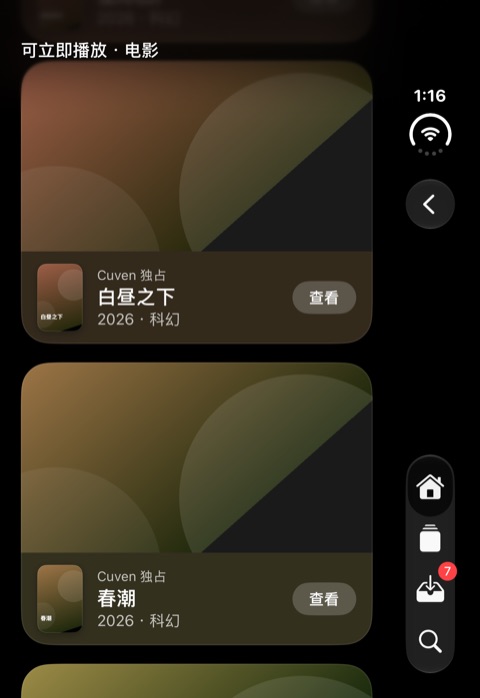 可立即播放 · 电影
1:16
Cuven 独占
白昼之下
2026 · 科幻
查看
白昼之下
Cuven 独占
春潮
2026 · 科幻
查看
春潮
7